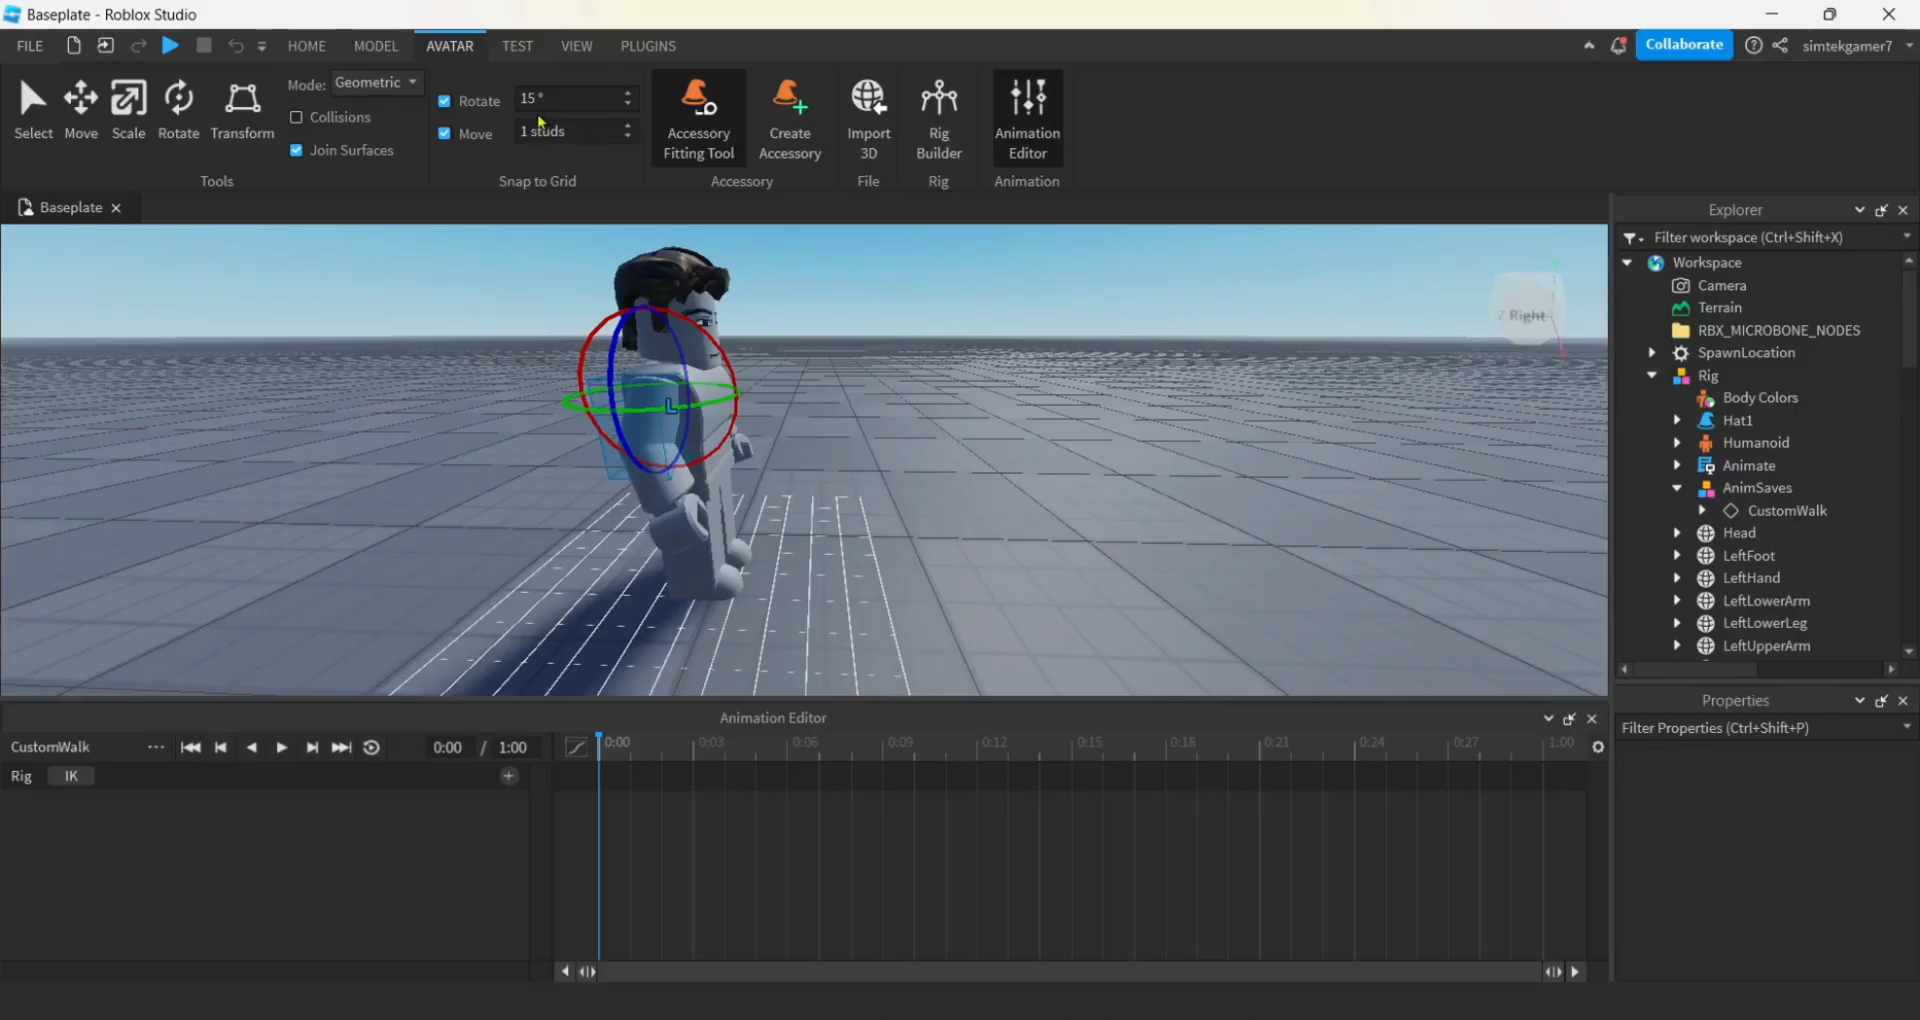 Baseplate - Roblox Studio
FILE HOME MODEL AVATAR TEST VIEW PLUGINS Collaborate simtekgamer7
Select Move Scale Rotate Transform
Mode: Geometric
Collisions
Join Surfaces
Tools
Rotate 15 °
Move 1 studs
Snap to Grid
Accessory
Fitting Tool
Create
Accessory
Accessory
Import
3D
File
Rig
Builder
Rig
Animation
Editor
Animation
Baseplate
Z Right
L
Explorer
Filter workspace (Ctrl+Shift+X)
Workspace
Camera
Terrain
RBX_MICROBONE_NODES
SpawnLocation
Rig
Body Colors
Hat1
Humanoid
Animate
AnimSaves
CustomWalk
Head
LeftFoot
LeftHand
LeftLowerArm
LeftLowerLeg
LeftUpperArm
Properties
Filter Properties (Ctrl+Shift+P)
Animation Editor
CustomWalk 0:00 / 1:00
0:00 0:03 0:06 0:09 0:12 0:15 0:18 0:21 0:24 0:27 1:00
Rig IK